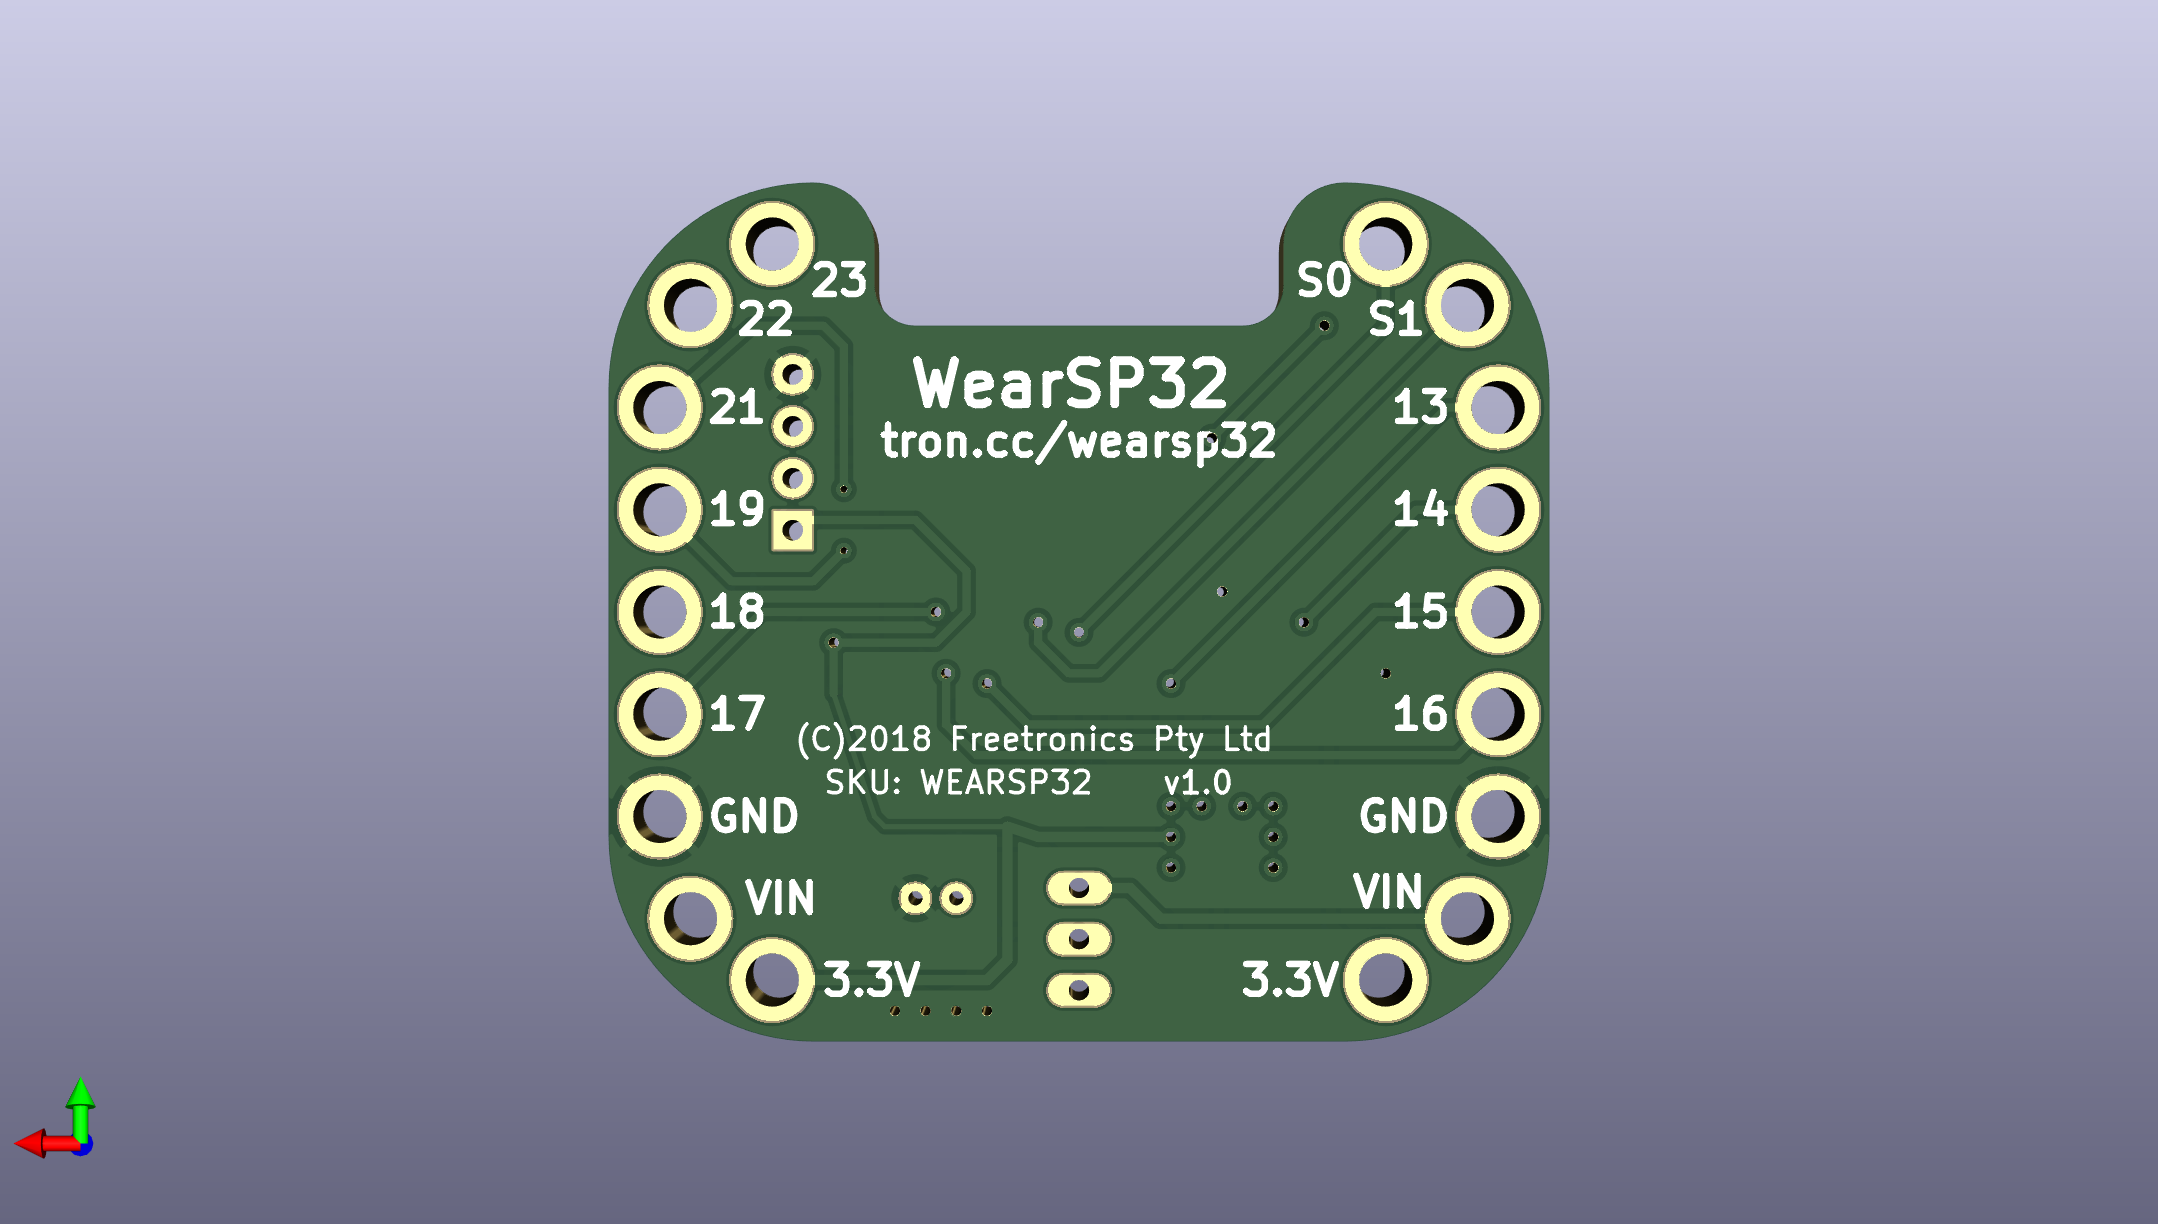 23
S0
22
S1
WearSP32
21
13
tron.cc/wearsp32
19
14
18
15
17
16
(C)2018 Freetronics Pty Ltd
SKU: WEARSP32 v1.0
GND
GND
VIN
VIN
3.3V
3.3V